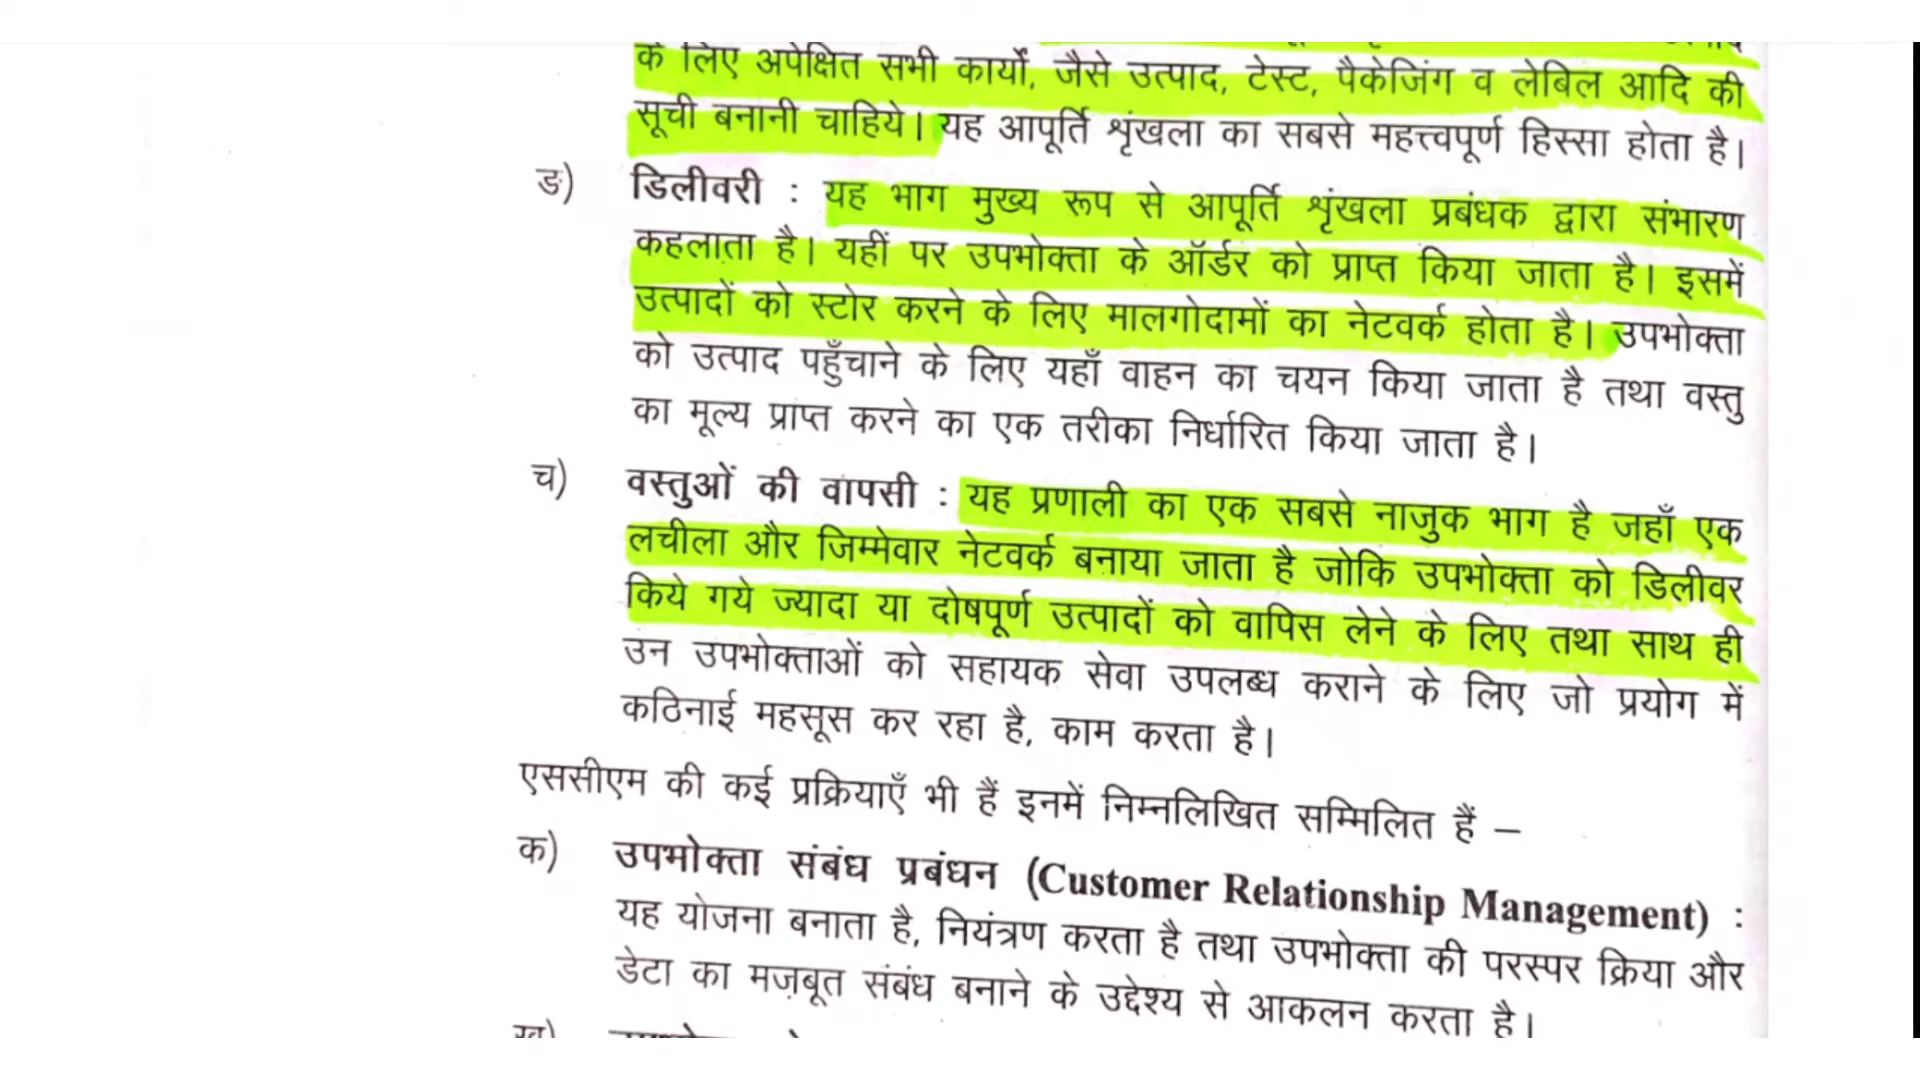 के लिए अपेक्षित सभी कार्यों, जैसे उत्पाद, टेस्ट, पैकेजिंग व लेबिल आदि की
सूची बनानी चाहिये। यह आपूर्ति शृंखला का सबसे महत्त्वपूर्ण हिस्सा होता है।
ङ) डिलीवरी : यह भाग मुख्य रूप से आपूर्ति शृंखला प्रबंधक द्वारा संभारण
कहलाता है। यहीं पर उपभोक्ता के ऑर्डर को प्राप्त किया जाता है। इसमें
उत्पादों को स्टोर करने के लिए मालगोदामों का नेटवर्क होता है। उपभोक्ता
को उत्पाद पहुँचाने के लिए यहाँ वाहन का चयन किया जाता है तथा वस्तु
का मूल्य प्राप्त करने का एक तरीका निर्धारित किया जाता है।
च) वस्तुओं की वापसी : यह प्रणाली का एक सबसे नाजुक भाग है जहाँ एक
लचीला और जिम्मेवार नेटवर्क बनाया जाता है जोकि उपभोक्ता को डिलीवर
किये गये ज्यादा या दोषपूर्ण उत्पादों को वापिस लेने के लिए तथा साथ ही
उन उपभोक्ताओं को सहायक सेवा उपलब्ध कराने के लिए जो प्रयोग में
कठिनाई महसूस कर रहा है, काम करता है।
एससीएम की कई प्रक्रियाएँ भी हैं इनमें निम्नलिखित सम्मिलित हैं –
क) उपभोक्ता संबंध प्रबंधन (Customer Relationship Management) :
यह योजना बनाता है, नियंत्रण करता है तथा उपभोक्ता की परस्पर क्रिया और
डेटा का मज़बूत संबंध बनाने के उद्देश्य से आकलन करता है।